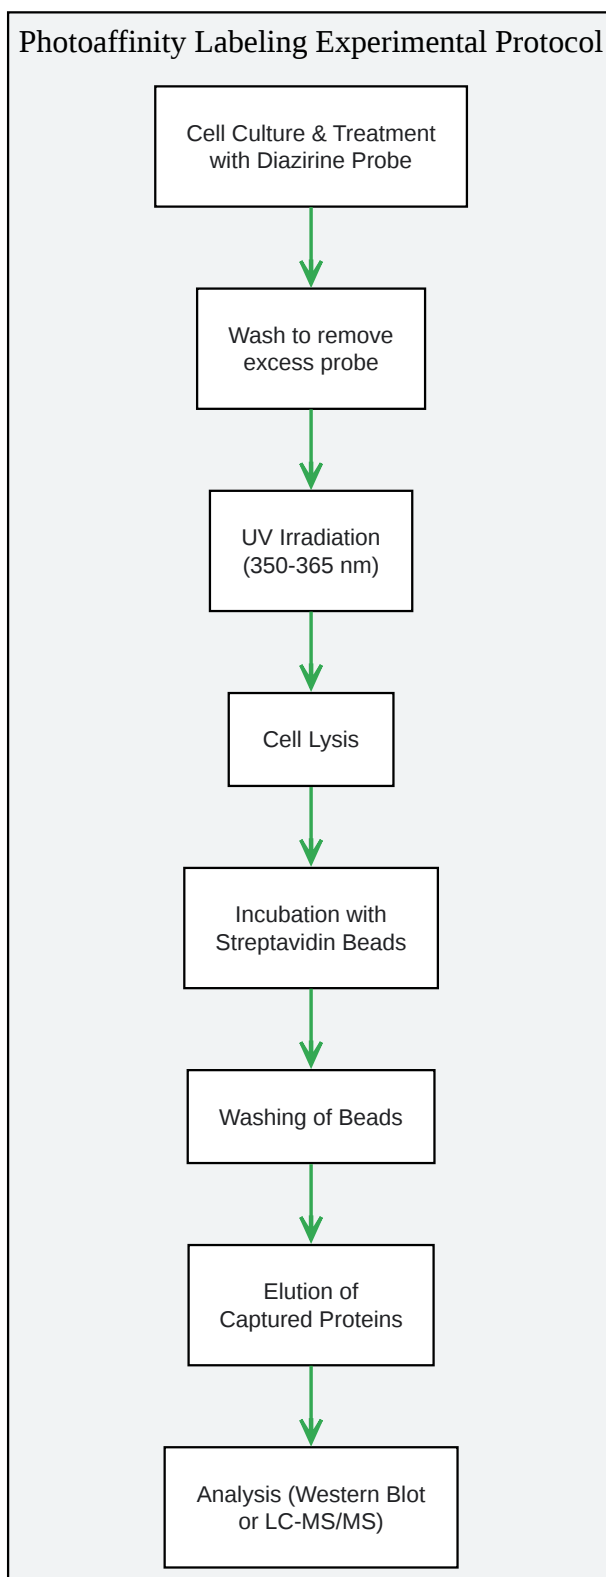 Photoaffinity Labeling Experimental Protocol
Cell Culture & Treatment
with Diazirine Probe
Wash to remove
excess probe
UV Irradiation
(350-365 nm)
Cell Lysis
Incubation with
Streptavidin Beads
Washing of Beads
Elution of
Captured Proteins
Analysis (Western Blot
or LC-MS/MS)